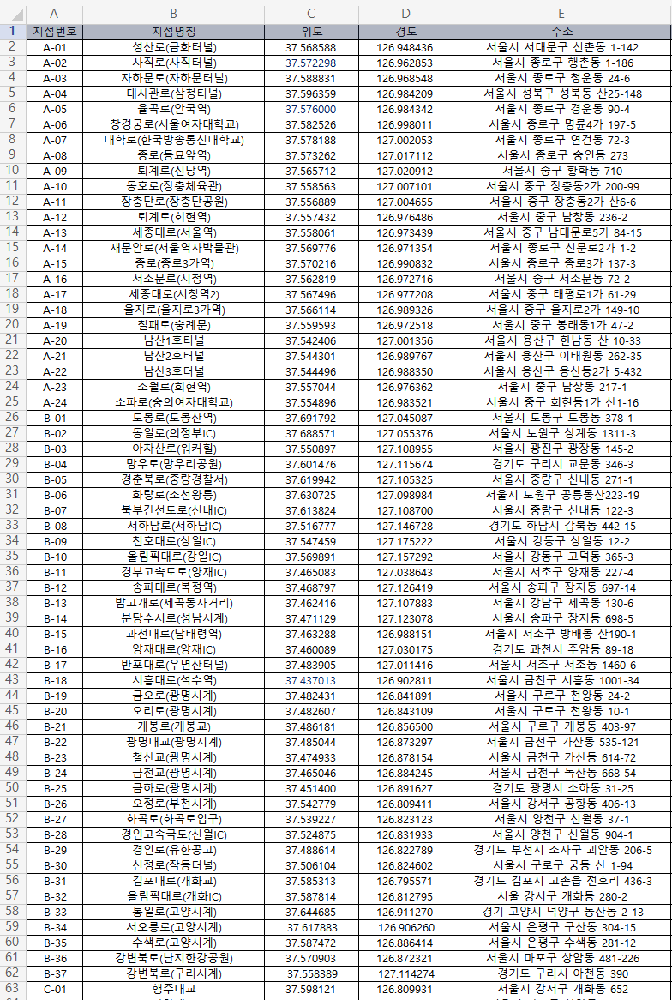 A B C D E
1 지점번호 지점명칭 위도 경도 주소
2 A-01 성산로(금화터널) 37.568588 126.948436 서울시 서대문구 신촌동 1-142
3 A-02 사직로(사직터널) 37.572298 126.962853 서울시 종로구 행촌동 1-186
4 A-03 자하문로(자하문터널) 37.588831 126.968548 서울시 종로구 청운동 24-6
5 A-04 대사관로(삼청터널) 37.596359 126.984209 서울시 성북구 성북동 산25-148
6 A-05 율곡로(안국역) 37.576000 126.984342 서울시 종로구 경운동 90-4
7 A-06 창경궁로(서울여자대학교) 37.582526 126.998011 서울시 종로구 명륜4가 197-5
8 A-07 대학로(한국방송통신대학교) 37.578188 127.002053 서울시 종로구 연건동 72-3
9 A-08 종로(동묘앞역) 37.573262 127.017112 서울시 종로구 숭인동 273
10 A-09 퇴계로(신당역) 37.565712 127.020912 서울시 중구 황학동 710
11 A-10 동호로(장충체육관) 37.558563 127.007101 서울시 중구 장충동2가 200-99
12 A-11 장충단로(장충단공원) 37.556889 127.004655 서울시 중구 장충동2가 산6-6
13 A-12 퇴계로(회현역) 37.557432 126.976486 서울시 중구 남창동 236-2
14 A-13 세종대로(서울역) 37.558061 126.973439 서울시 중구 남대문로5가 84-15
15 A-14 새문안로(서울역사박물관) 37.569776 126.971354 서울시 종로구 신문로2가 1-2
16 A-15 종로(종로3가역) 37.570216 126.990832 서울시 종로구 종로3가 137-3
17 A-16 서소문로(시청역) 37.562819 126.972716 서울시 중구 서소문동 72-2
18 A-17 세종대로(시청역2) 37.567496 126.977208 서울시 중구 태평로1가 61-29
19 A-18 을지로(을지로3가역) 37.566114 126.989326 서울시 중구 을지로2가 149-10
20 A-19 칠패로(숭례문) 37.559593 126.972518 서울시 중구 봉래동1가 47-2
21 A-20 남산1호터널 37.542406 127.001356 서울시 용산구 한남동 산 10-33
22 A-21 남산2호터널 37.544301 126.989767 서울시 용산구 이태원동 262-35
23 A-22 남산3호터널 37.544496 126.988350 서울시 용산구 용산동2가 5-432
24 A-23 소월로(회현역) 37.557044 126.976362 서울시 중구 남창동 217-1
25 A-24 소파로(숭의여자대학교) 37.554896 126.983521 서울시 중구 회현동1가 산1-16
26 B-01 도봉로(도봉산역) 37.691792 127.045087 서울시 도봉구 도봉동 378-1
27 B-02 동일로(의정부IC) 37.688571 127.055376 서울시 노원구 상계동 1311-3
28 B-03 아차산로(워커힐) 37.550897 127.108955 서울시 광진구 광장동 145-2
29 B-04 망우로(망우리공원) 37.601476 127.115674 경기도 구리시 교문동 346-3
30 B-05 경춘북로(중랑경찰서) 37.619942 127.105325 서울시 중랑구 신내동 271-1
31 B-06 화랑로(조선왕릉) 37.630725 127.098984 서울시 노원구 공릉동산223-19
32 B-07 북부간선도로(신내IC) 37.613824 127.108700 서울시 중랑구 신내동 122-3
33 B-08 서하남로(서하남IC) 37.516777 127.146728 경기도 하남시 감북동 442-15
34 B-09 천호대로(상일IC) 37.547459 127.175222 서울시 강동구 상일동 12-2
35 B-10 올림픽대로(강일IC) 37.569891 127.157292 서울시 강동구 고덕동 365-3
36 B-11 경부고속도로(양재IC) 37.465083 127.038643 서울시 서초구 양재동 227-4
37 B-12 송파대로(복정역) 37.468797 127.126419 서울시 송파구 장지동 697-14
38 B-13 밤고개로(세곡동사거리) 37.462416 127.107883 서울시 강남구 세곡동 130-6
39 B-14 분당수서로(성남시계) 37.471129 127.123078 서울시 송파구 장지동 698-5
40 B-15 과천대로(남태령역) 37.463288 126.988151 서울시 서초구 방배동 산190-1
41 B-16 양재대로(양재IC) 37.460089 127.030175 경기도 과천시 주암동 89-18
42 B-17 반포대로(우면산터널) 37.483905 127.011416 서울시 서초구 서초동 1460-6
43 B-18 시흥대로(석수역) 37.437013 126.902811 서울시 금천구 시흥동 1001-34
44 B-19 금오로(광명시계) 37.482431 126.841891 서울시 구로구 천왕동 24-2
45 B-20 오리로(광명시계) 37.482607 126.843109 서울시 구로구 천왕동 10-1
46 B-21 개봉로(개봉교) 37.486181 126.856500 서울시 구로구 개봉동 403-97
47 B-22 광명대교(광명시계) 37.485044 126.873297 서울시 금천구 가산동 535-121
48 B-23 철산교(광명시계) 37.474933 126.878154 서울시 금천구 가산동 614-72
49 B-24 금천교(광명시계) 37.465046 126.884245 서울시 금천구 독산동 668-54
50 B-25 금하로(광명시계) 37.451400 126.891627 경기도 광명시 소하동 31-25
51 B-26 오정로(부천시계) 37.542779 126.809411 서울시 강서구 공항동 406-13
52 B-27 화곡로(화곡로입구) 37.539227 126.823123 서울시 양천구 신월동 37-1
53 B-28 경인고속국도(신월IC) 37.524875 126.831933 서울시 양천구 신월동 904-1
54 B-29 경인로(유한공고) 37.488614 126.822789 경기도 부천시 소사구 괴안동 206-5
55 B-30 신정로(작동터널) 37.506104 126.824602 서울시 구로구 궁동 산 1-94
56 B-31 김포대로(개화교) 37.585313 126.795571 경기도 김포시 고촌읍 전호리 436-3
57 B-32 올림픽대로(개화IC) 37.587814 126.812795 서울 강서구 개화동 280-2
58 B-33 통일로(고양시계) 37.644685 126.911270 경기 고양시 덕양구 동산동 2-13
59 B-34 서오릉로(고양시계) 37.617883 126.906260 서울시 은평구 구산동 304-15
60 B-35 수색로(고양시계) 37.587472 126.886414 서울시 은평구 수색동 281-12
61 B-36 강변북로(난지한강공원) 37.570903 126.872321 서울시 마포구 상암동 481-226
62 B-37 강변북로(구리시계) 37.558389 127.114274 경기도 구리시 아천동 390
63 C-01 행주대교 37.598121 126.809931 서울시 강서구 개화동 652